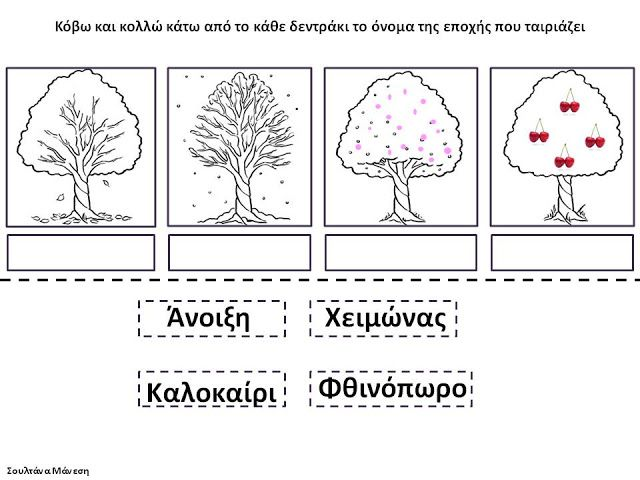 Κόβω και κολλώ κάτω από το κάθε δεντράκι το όνομα της εποχής που ταιριάζει
Άνοιξη
Χειμώνας
Καλοκαίρι
Φθινόπωρο
Σουλτάνα Μάνεση